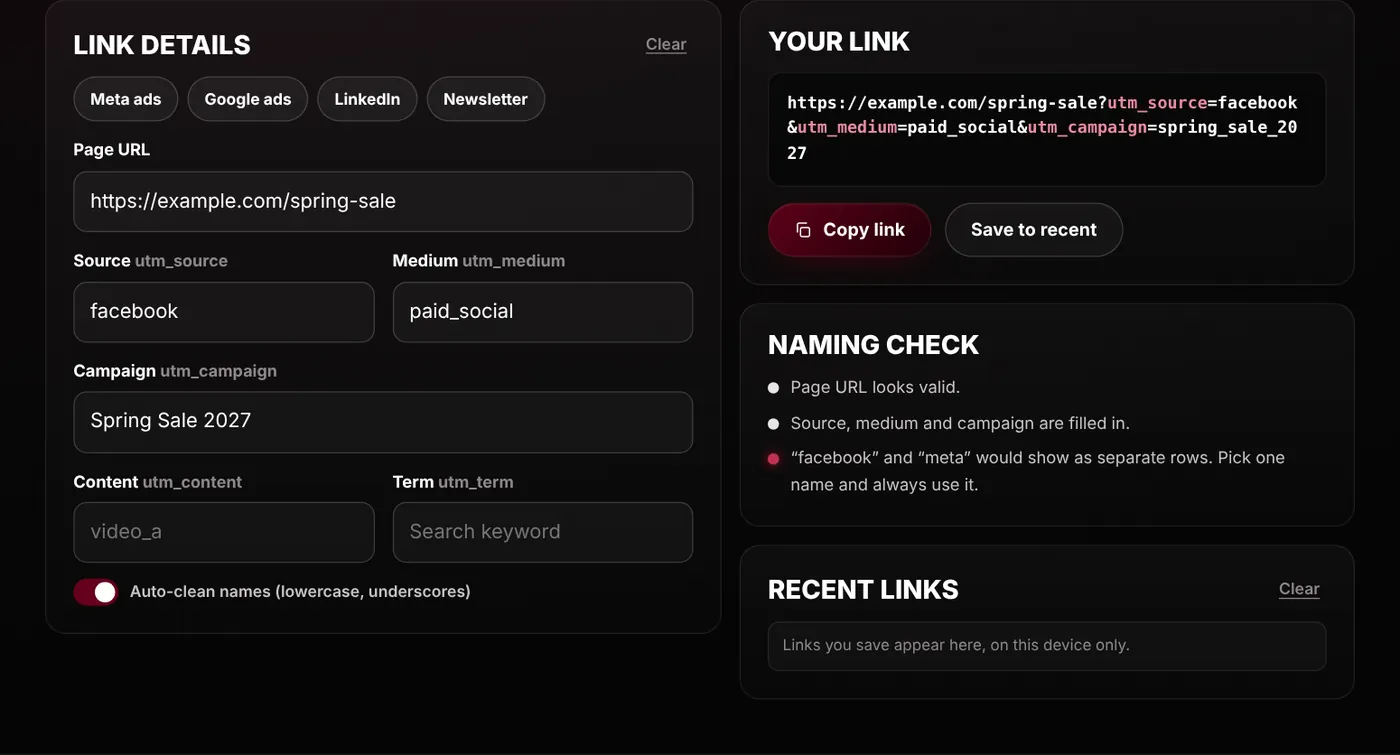 LINK DETAILS
Clear
Meta ads
Google ads
LinkedIn
Newsletter
Page URL
https://example.com/spring-sale
Source utm_source
Medium utm_medium
facebook
paid_social
Campaign utm_campaign
Spring Sale 2027
Content utm_content
Term utm_term
video_a
Search keyword
Auto-clean names (lowercase, underscores)
YOUR LINK
https://example.com/spring-sale?utm_source=facebook
&utm_medium=paid_social&utm_campaign=spring_sale_20
27
Copy link
Save to recent
NAMING CHECK
Page URL looks valid.
Source, medium and campaign are filled in.
“facebook” and “meta” would show as separate rows. Pick one
name and always use it.
RECENT LINKS
Clear
Links you save appear here, on this device only.